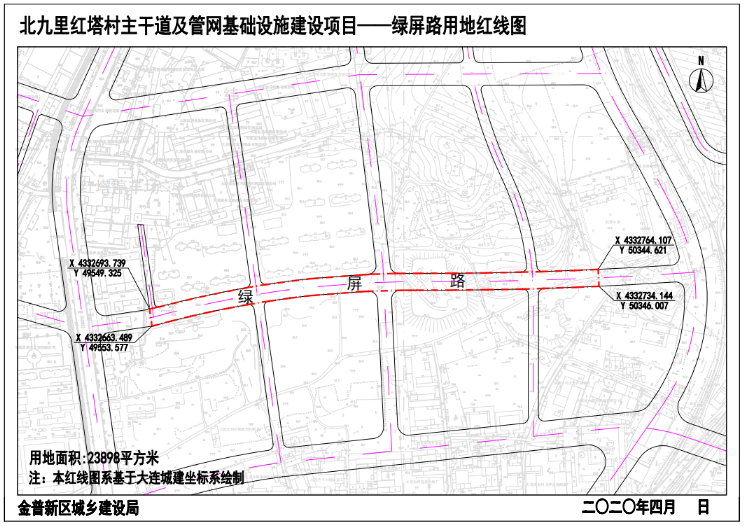 北九里红塔村主干道及管网基础设施建设项目——绿屏路用地红线图
N
X 4332764.107
Y 50344.621
X 4332693.739
Y 49549.325
绿 屏 路
X 4332734.144
Y 50346.007
X 4332663.489
Y 49553.577
用地面积:23898平方米
注：本红线图系基于大连城建坐标系绘制
金普新区城乡建设局
二〇二〇年四月 日